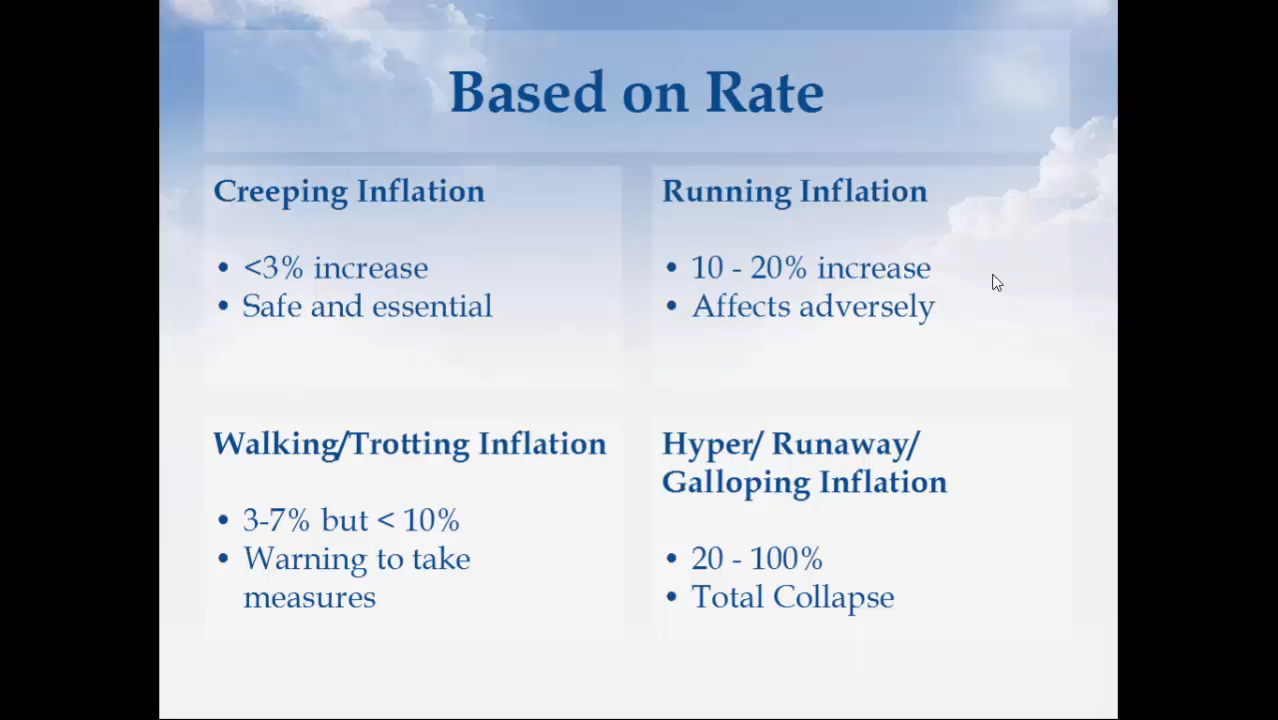 Based on Rate
Creeping Inflation
• <3% increase
• Safe and essential
Running Inflation
• 10 - 20% increase
• Affects adversely
Walking/Trotting Inflation
• 3-7% but < 10%
• Warning to take
measures
Hyper/ Runaway/
Galloping Inflation
• 20 - 100%
• Total Collapse